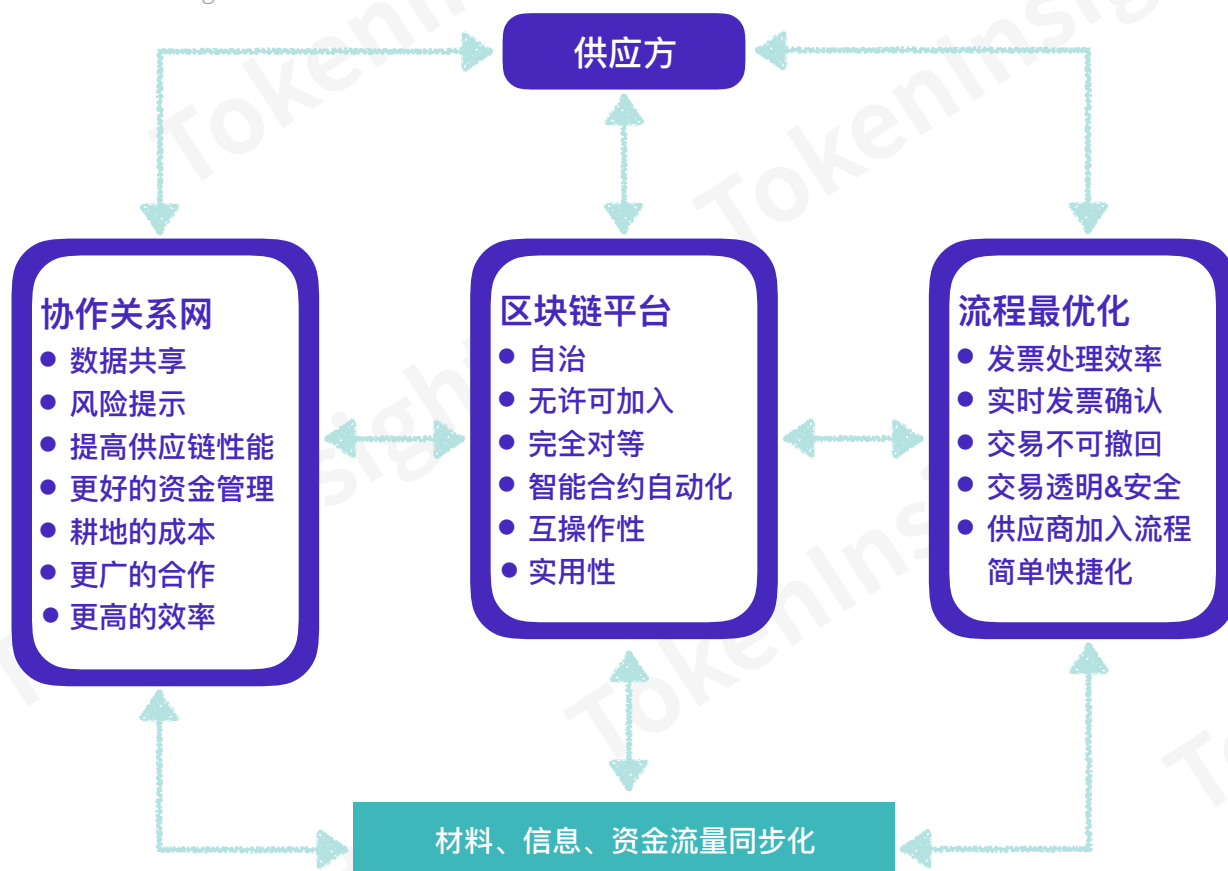 供应方
协作关系网
数据共享
风险提示
提高供应链性能
更好的资金管理
耕地的成本
更广的合作
更高的效率
区块链平台
自治
无许可加入
完全对等
智能合约自动化
互操作性
实用性
流程最优化
发票处理效率
实时发票确认
交易不可撤回
交易透明&安全
供应商加入流程
简单快捷化
材料、信息、资金流量同步化
TokenInsight